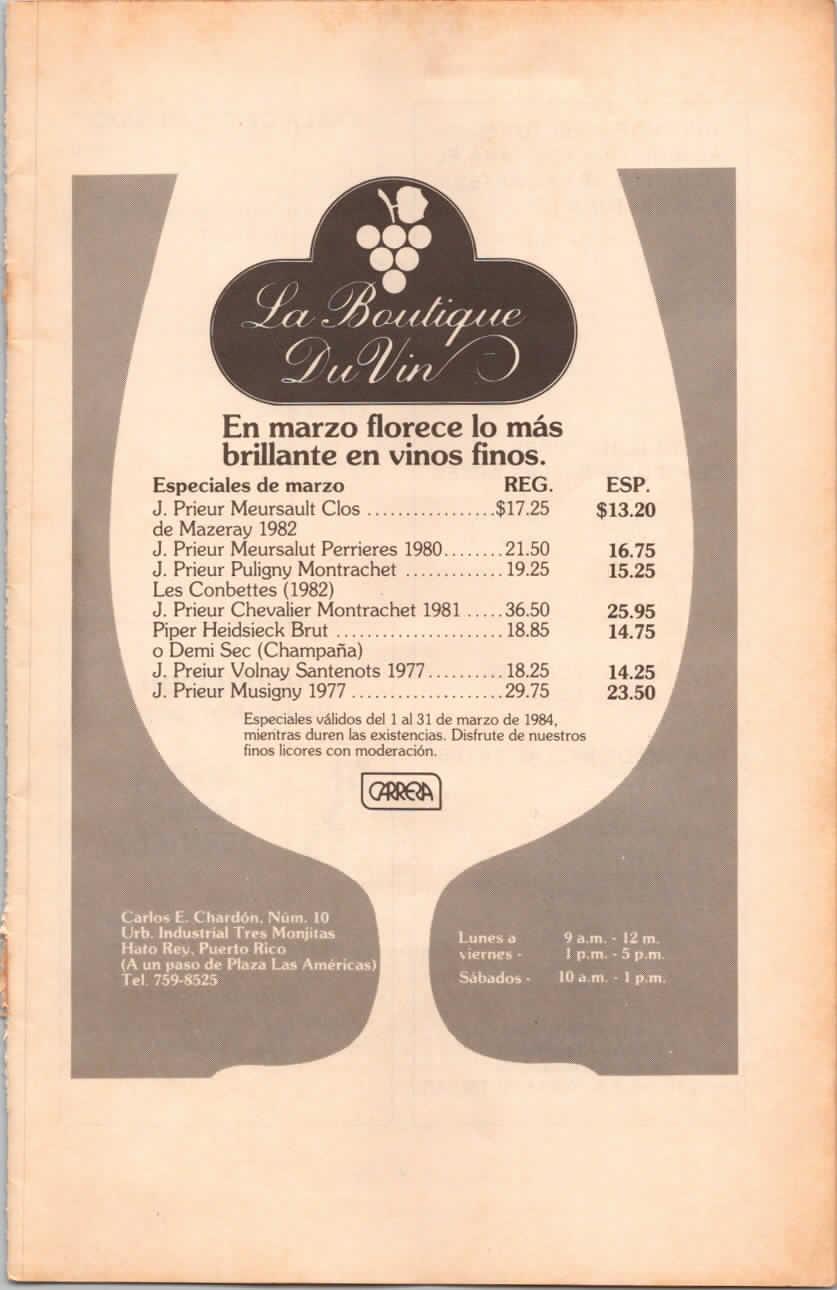 La Boutique
Du Vin
En marzo florece lo más
brillante en vinos finos.
Especiales de marzo REG. ESP.
J. Prieur Meursault Clos .................$17.25 $13.20
de Mazeray 1982
J. Prieur Meursalut Perrieres 1980........21.50 16.75
J. Prieur Puligny Montrachet .............19.25 15.25
Les Conbettes (1982)
J. Prieur Chevalier Montrachet 1981 .....36.50 25.95
Piper Heidsieck Brut ......................18.85 14.75
o Demi Sec (Champaña)
J. Preiur Volnay Santenots 1977..........18.25 14.25
J. Prieur Musigny 1977 ....................29.75 23.50
Especiales válidos del 1 al 31 de marzo de 1984,
mientras duren las existencias. Disfrute de nuestros
finos licores con moderación.
CARRERA
Carlos E. Chardón, Núm. 10
Urb. Industrial Tres Monjitas
Hato Rey, Puerto Rico
(A un paso de Plaza Las Américas)
Tel. 759-8525
Lunes a 9 a.m. - 12 m.
viernes - 1 p.m. - 5 p.m.
Sábados - 10 a.m. - 1 p.m.